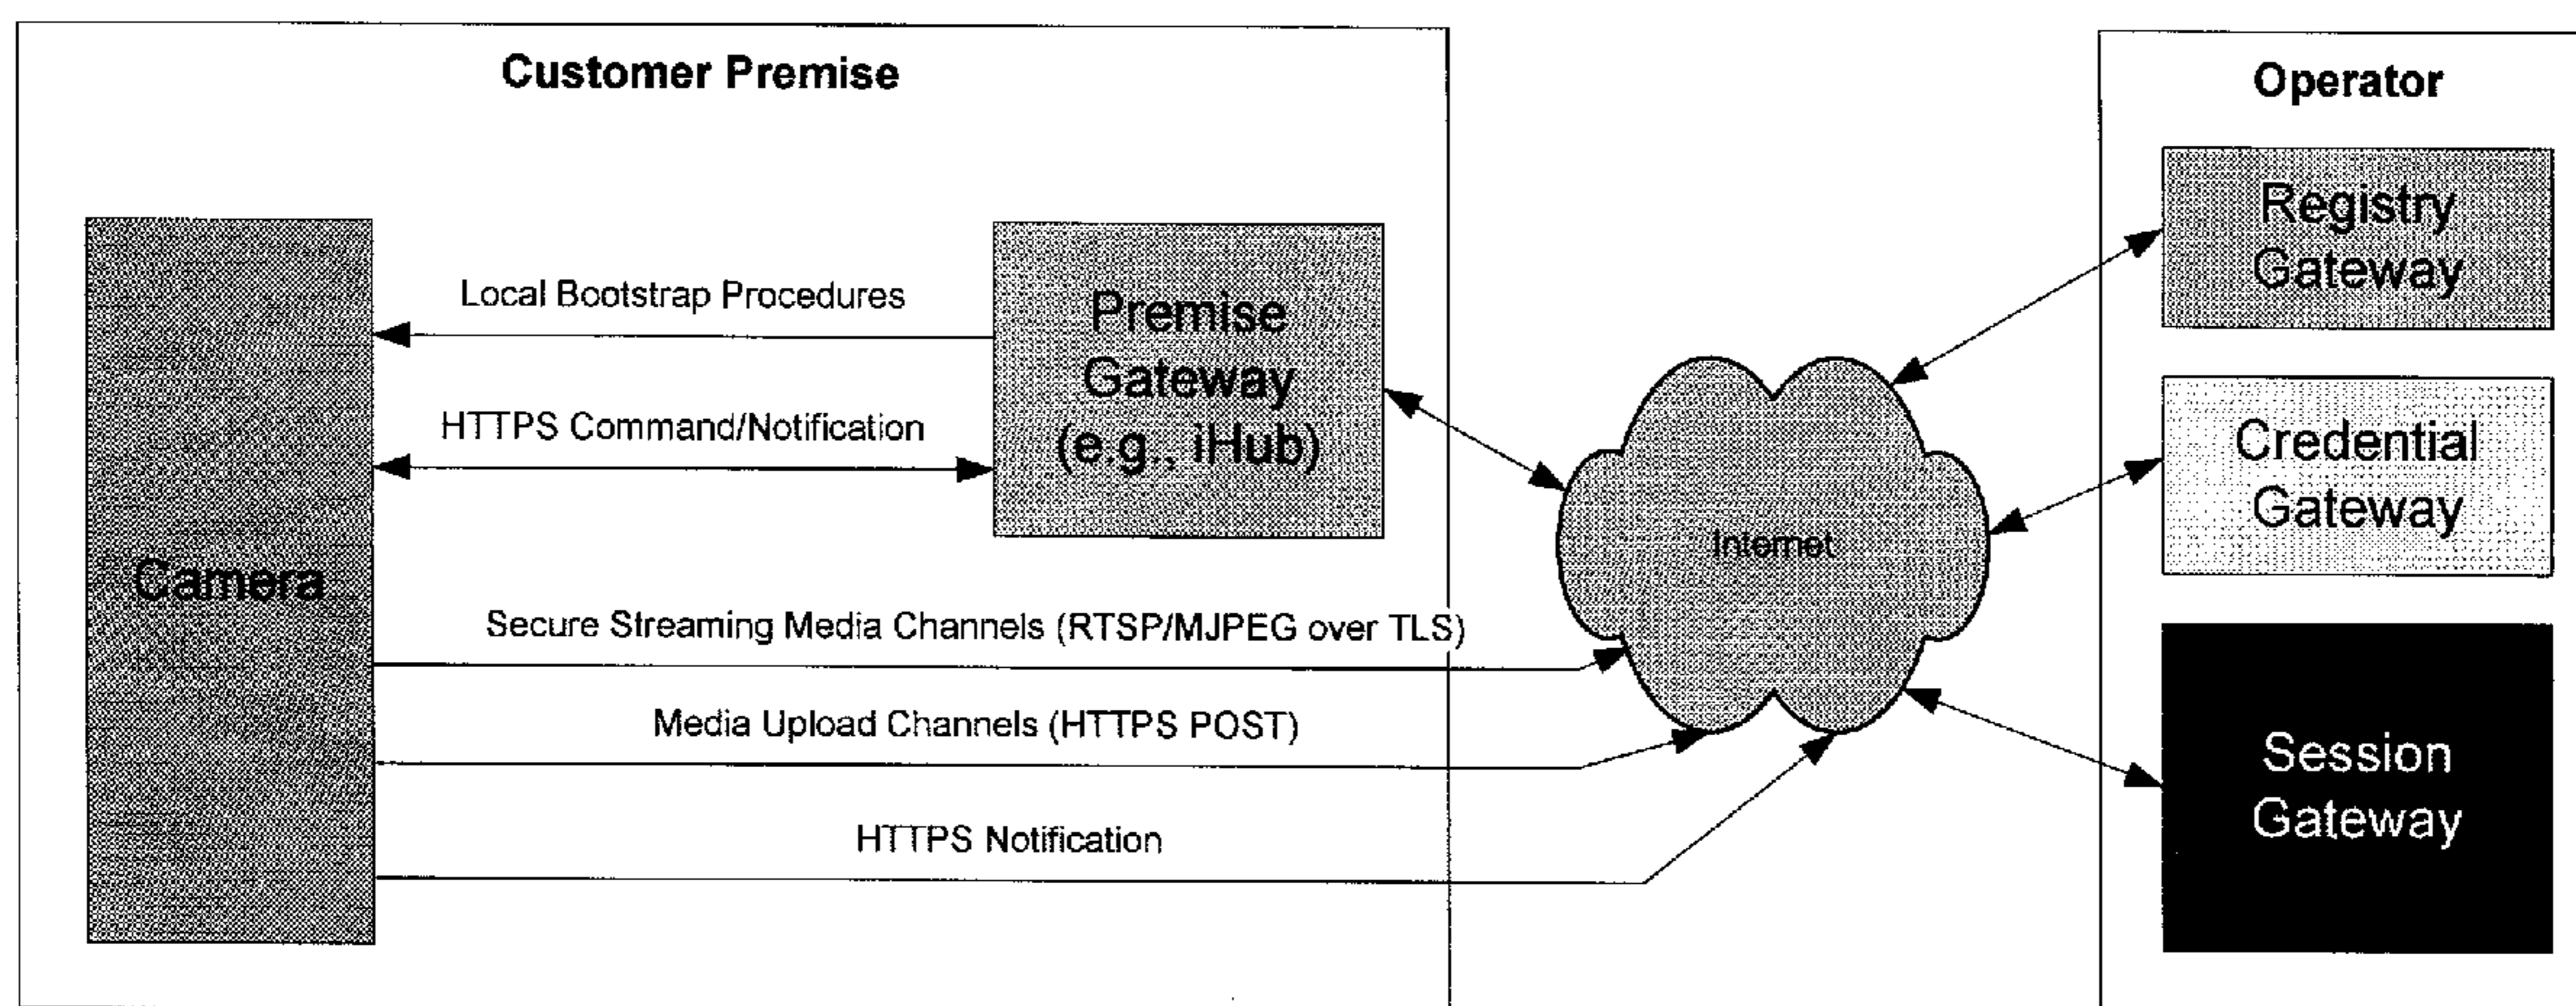 Customer Premise
Operator
Registry
Gateway
Local Bootstrap Procedures
Premise
Gateway
(e.g., iHub)
HTTPS Command/Notification
Credential
Gateway
Internet
Camera
Secure Streaming Media Channels (RTSP/MJPEG over TLS)
Media Upload Channels (HTTPS POST)
Session
Gateway
HTTPS Notification